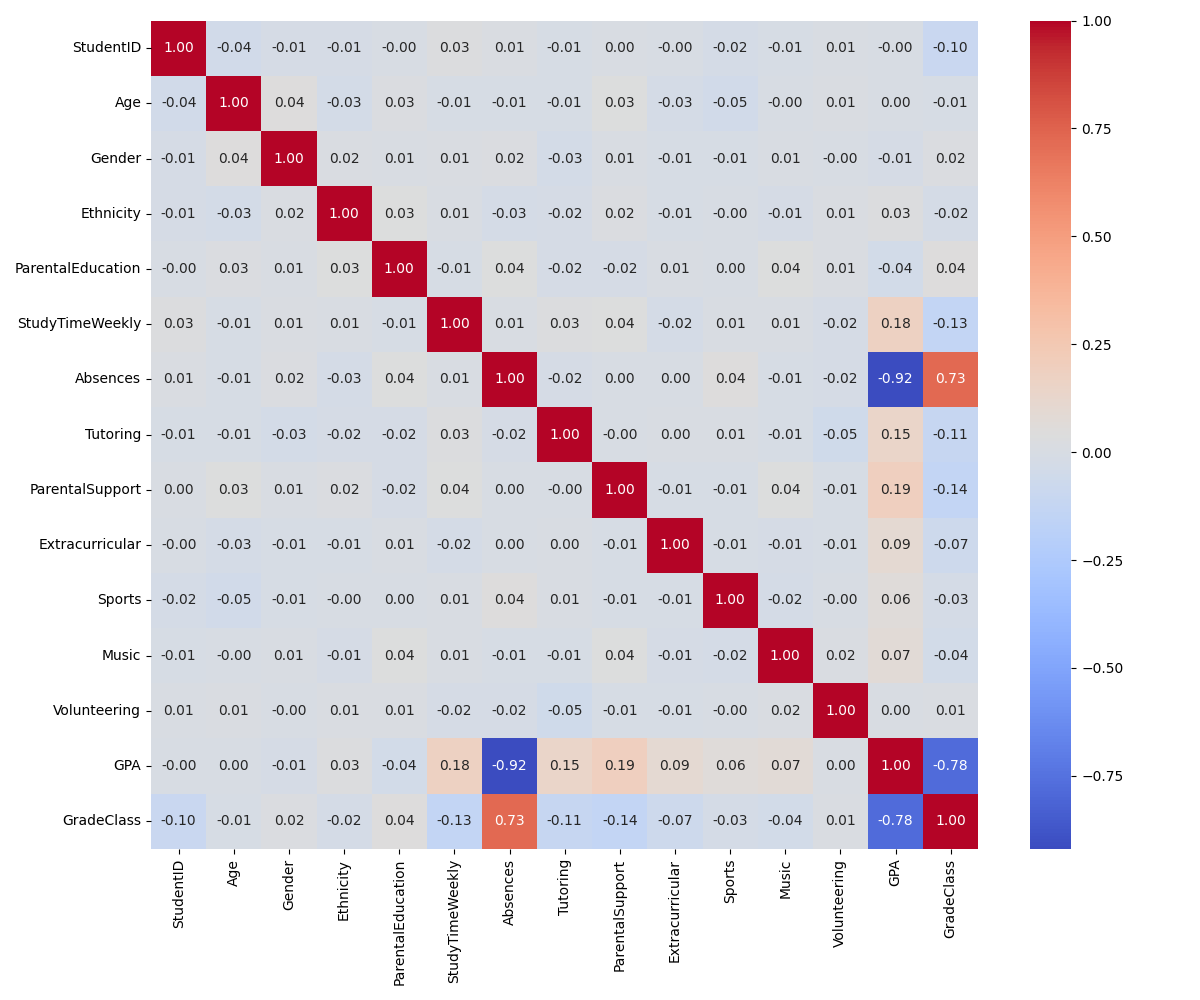 StudentID 1.00 -0.04 -0.01 -0.01 -0.00 0.03 0.01 -0.01 0.00 -0.00 -0.02 -0.01 0.01 -0.00 -0.10
Age -0.04 1.00 0.04 -0.03 0.03 -0.01 -0.01 -0.01 0.03 -0.03 -0.05 -0.00 0.01 0.00 -0.01
Gender -0.01 0.04 1.00 0.02 0.01 0.01 0.02 -0.03 0.01 -0.01 -0.01 0.01 -0.00 -0.01 0.02
Ethnicity -0.01 -0.03 0.02 1.00 0.03 0.01 -0.03 -0.02 0.02 -0.01 -0.00 -0.01 0.01 0.03 -0.02
ParentalEducation -0.00 0.03 0.01 0.03 1.00 -0.01 0.04 -0.02 -0.02 0.01 0.00 0.04 0.01 -0.04 0.04
StudyTimeWeekly 0.03 -0.01 0.01 0.01 -0.01 1.00 0.01 0.03 0.04 -0.02 0.01 0.01 -0.02 0.18 -0.13
Absences 0.01 -0.01 0.02 -0.03 0.04 0.01 1.00 -0.02 0.00 0.00 0.04 -0.01 -0.02 -0.92 0.73
Tutoring -0.01 -0.01 -0.03 -0.02 -0.02 0.03 -0.02 1.00 -0.00 0.00 0.01 -0.01 -0.05 0.15 -0.11
ParentalSupport 0.00 0.03 0.01 0.02 -0.02 0.04 0.00 -0.00 1.00 -0.01 -0.01 0.04 -0.01 0.19 -0.14
Extracurricular -0.00 -0.03 -0.01 -0.01 0.01 -0.02 0.00 0.00 -0.01 1.00 -0.01 -0.01 -0.01 0.09 -0.07
Sports -0.02 -0.05 -0.01 -0.00 0.00 0.01 0.04 0.01 -0.01 -0.01 1.00 -0.02 -0.00 0.06 -0.03
Music -0.01 -0.00 0.01 -0.01 0.04 0.01 -0.01 -0.01 0.04 -0.01 -0.02 1.00 0.02 0.07 -0.04
Volunteering 0.01 0.01 -0.00 0.01 0.01 -0.02 -0.02 -0.05 -0.01 -0.01 -0.00 0.02 1.00 0.00 0.01
GPA -0.00 0.00 -0.01 0.03 -0.04 0.18 -0.92 0.15 0.19 0.09 0.06 0.07 0.00 1.00 -0.78
GradeClass -0.10 -0.01 0.02 -0.02 0.04 -0.13 0.73 -0.11 -0.14 -0.07 -0.03 -0.04 0.01 -0.78 1.00
StudentID
Age
Gender
Ethnicity
ParentalEducation
StudyTimeWeekly
Absences
Tutoring
ParentalSupport
Extracurricular
Sports
Music
Volunteering
GPA
GradeClass
1.00
0.75
0.50
0.25
0.00
−0.25
−0.50
−0.75